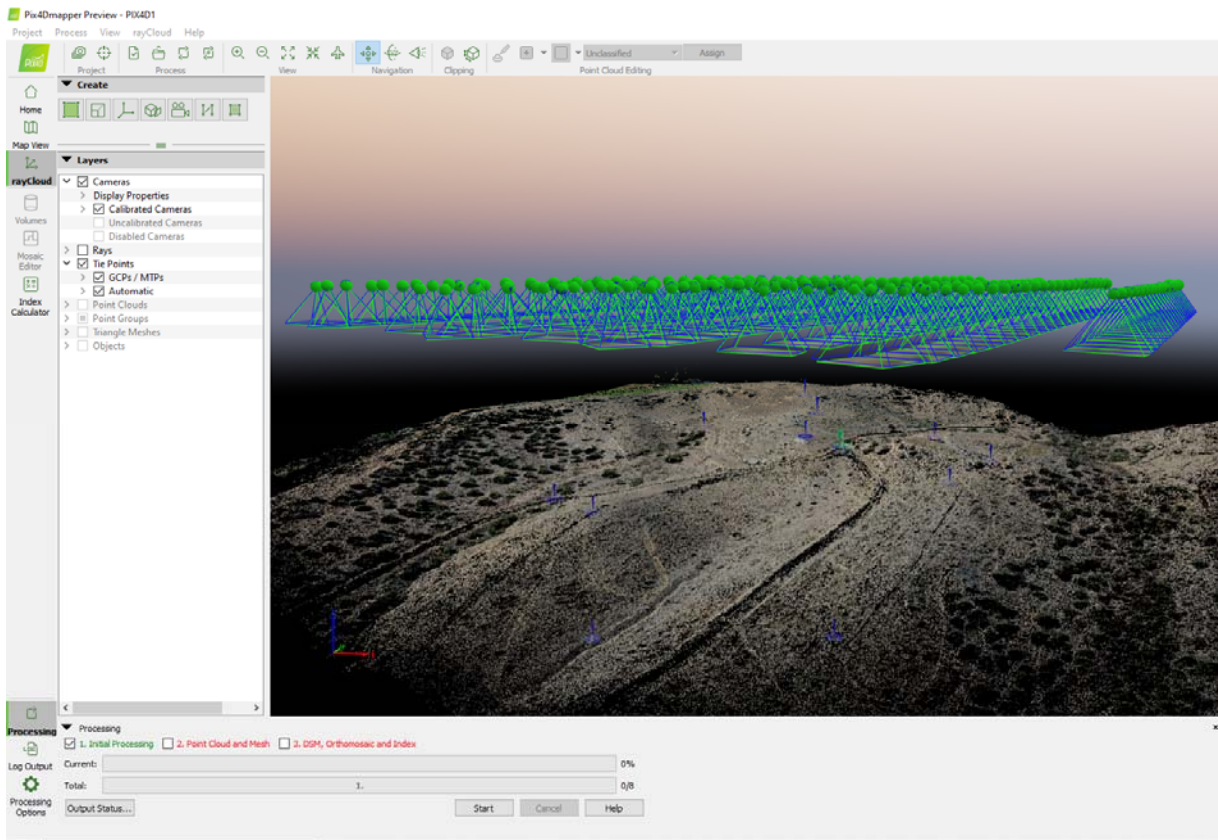 Pix4Dmapper Preview - PIX4D1
Project Process View rayCloud Help
Unclassified Assign
Project Process View Navigation Clipping Point Cloud Editing
Home
Map View
rayCloud
Volumes
Mosaic
Editor
Index
Calculator
Create
Layers
Cameras
Display Properties
Calibrated Cameras
Uncalibrated Cameras
Disabled Cameras
Rays
Tie Points
GCPs / MTPs
Automatic
Point Clouds
Point Groups
Triangle Meshes
Objects
Processing
Log Output
Processing
Options
Processing
1. Initial Processing 2. Point Cloud and Mesh 3. DSM, Orthomosaic and Index
Current: 0%
Total: 1. 0/8
Output Status... Start Cancel Help